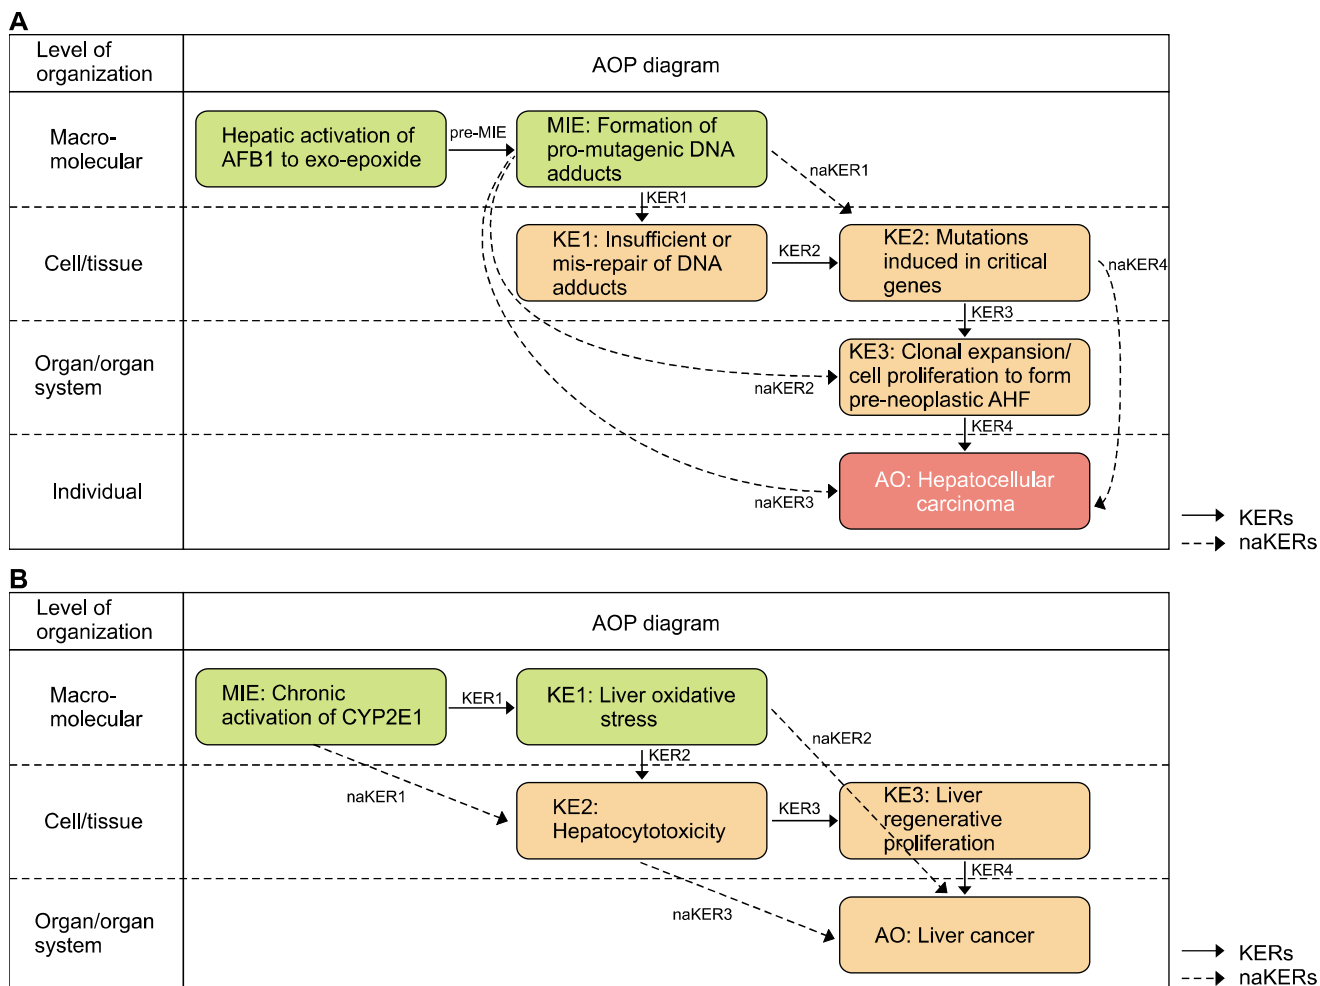 A
Level of
organization
AOP diagram
Macro-
molecular
Hepatic activation of
AFB1 to exo-epoxide
pre-MIE
MIE: Formation of
pro-mutagenic DNA
adducts
naKER1
KER1
Cell/tissue
KE1: Insufficient or
mis-repair of DNA
adducts
KER2
KE2: Mutations
induced in critical
genes
naKER4
KER3
Organ/organ
system
KE3: Clonal expansion/
cell proliferation to form
pre-neoplastic AHF
naKER2
KER4
Individual
AO: Hepatocellular
carcinoma
naKER3
KERs
naKERs
B
Level of
organization
AOP diagram
Macro-
molecular
MIE: Chronic
activation of CYP2E1
KER1
KE1: Liver oxidative
stress
naKER2
KER2
Cell/tissue
naKER1
KE2:
Hepatocytotoxicity
KER3
KE3: Liver
regenerative
proliferation
KER4
Organ/organ
system
naKER3
AO: Liver cancer
KERs
naKERs